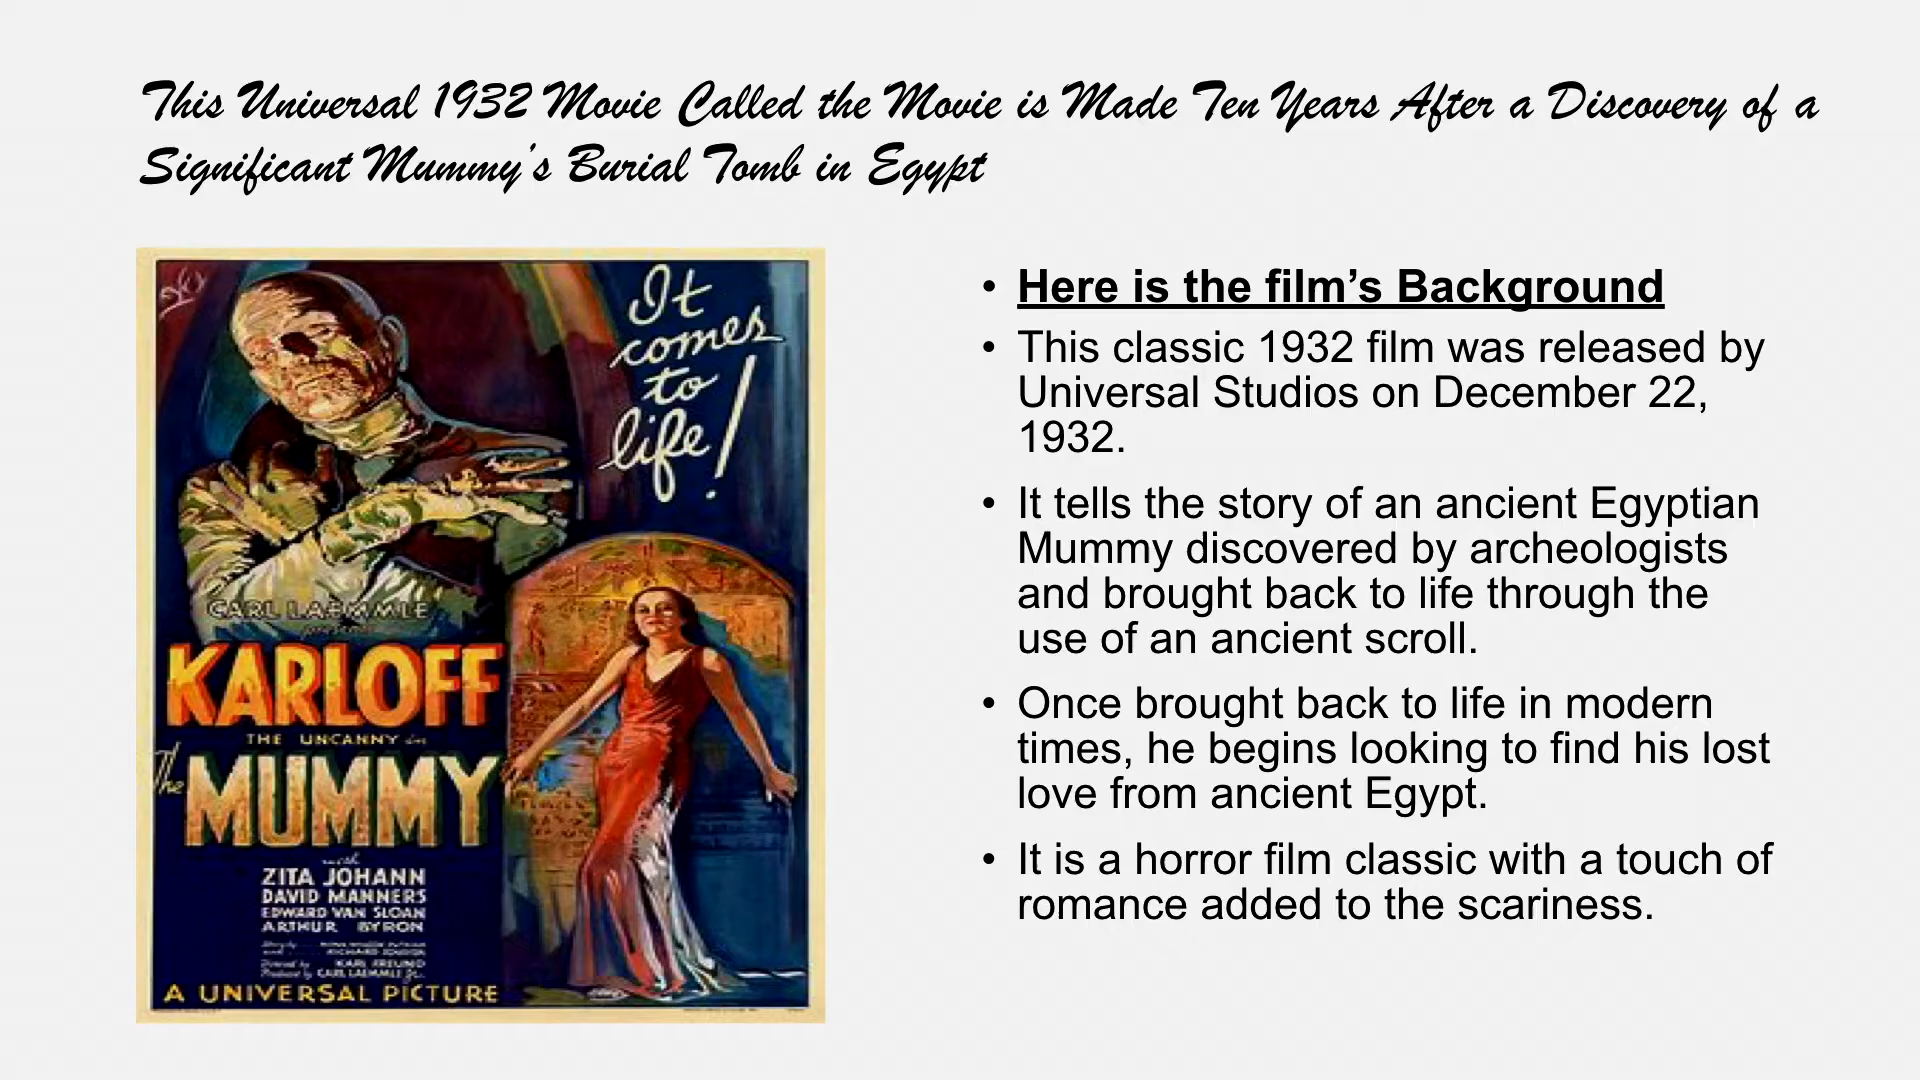 This Universal 1932 Movie Called the Movie is Made Ten Years After a Discovery of a
Significant Mummy's Burial Tomb in Egypt
It
comes
to
life!
CARL LAEMMLE
KARLOFF
THE UNCANNY in
The
MUMMY
with
ZITA JOHANN
DAVID MANNERS
EDWARD VAN SLOAN
ARTHUR BYRON
Directed by KARL FREUND
Produced by CARL LAEMMLE Jr.
A UNIVERSAL PICTURE
• Here is the film's Background
• This classic 1932 film was released by
Universal Studios on December 22,
1932.
• It tells the story of an ancient Egyptian
Mummy discovered by archeologists
and brought back to life through the
use of an ancient scroll.
• Once brought back to life in modern
times, he begins looking to find his lost
love from ancient Egypt.
• It is a horror film classic with a touch of
romance added to the scariness.